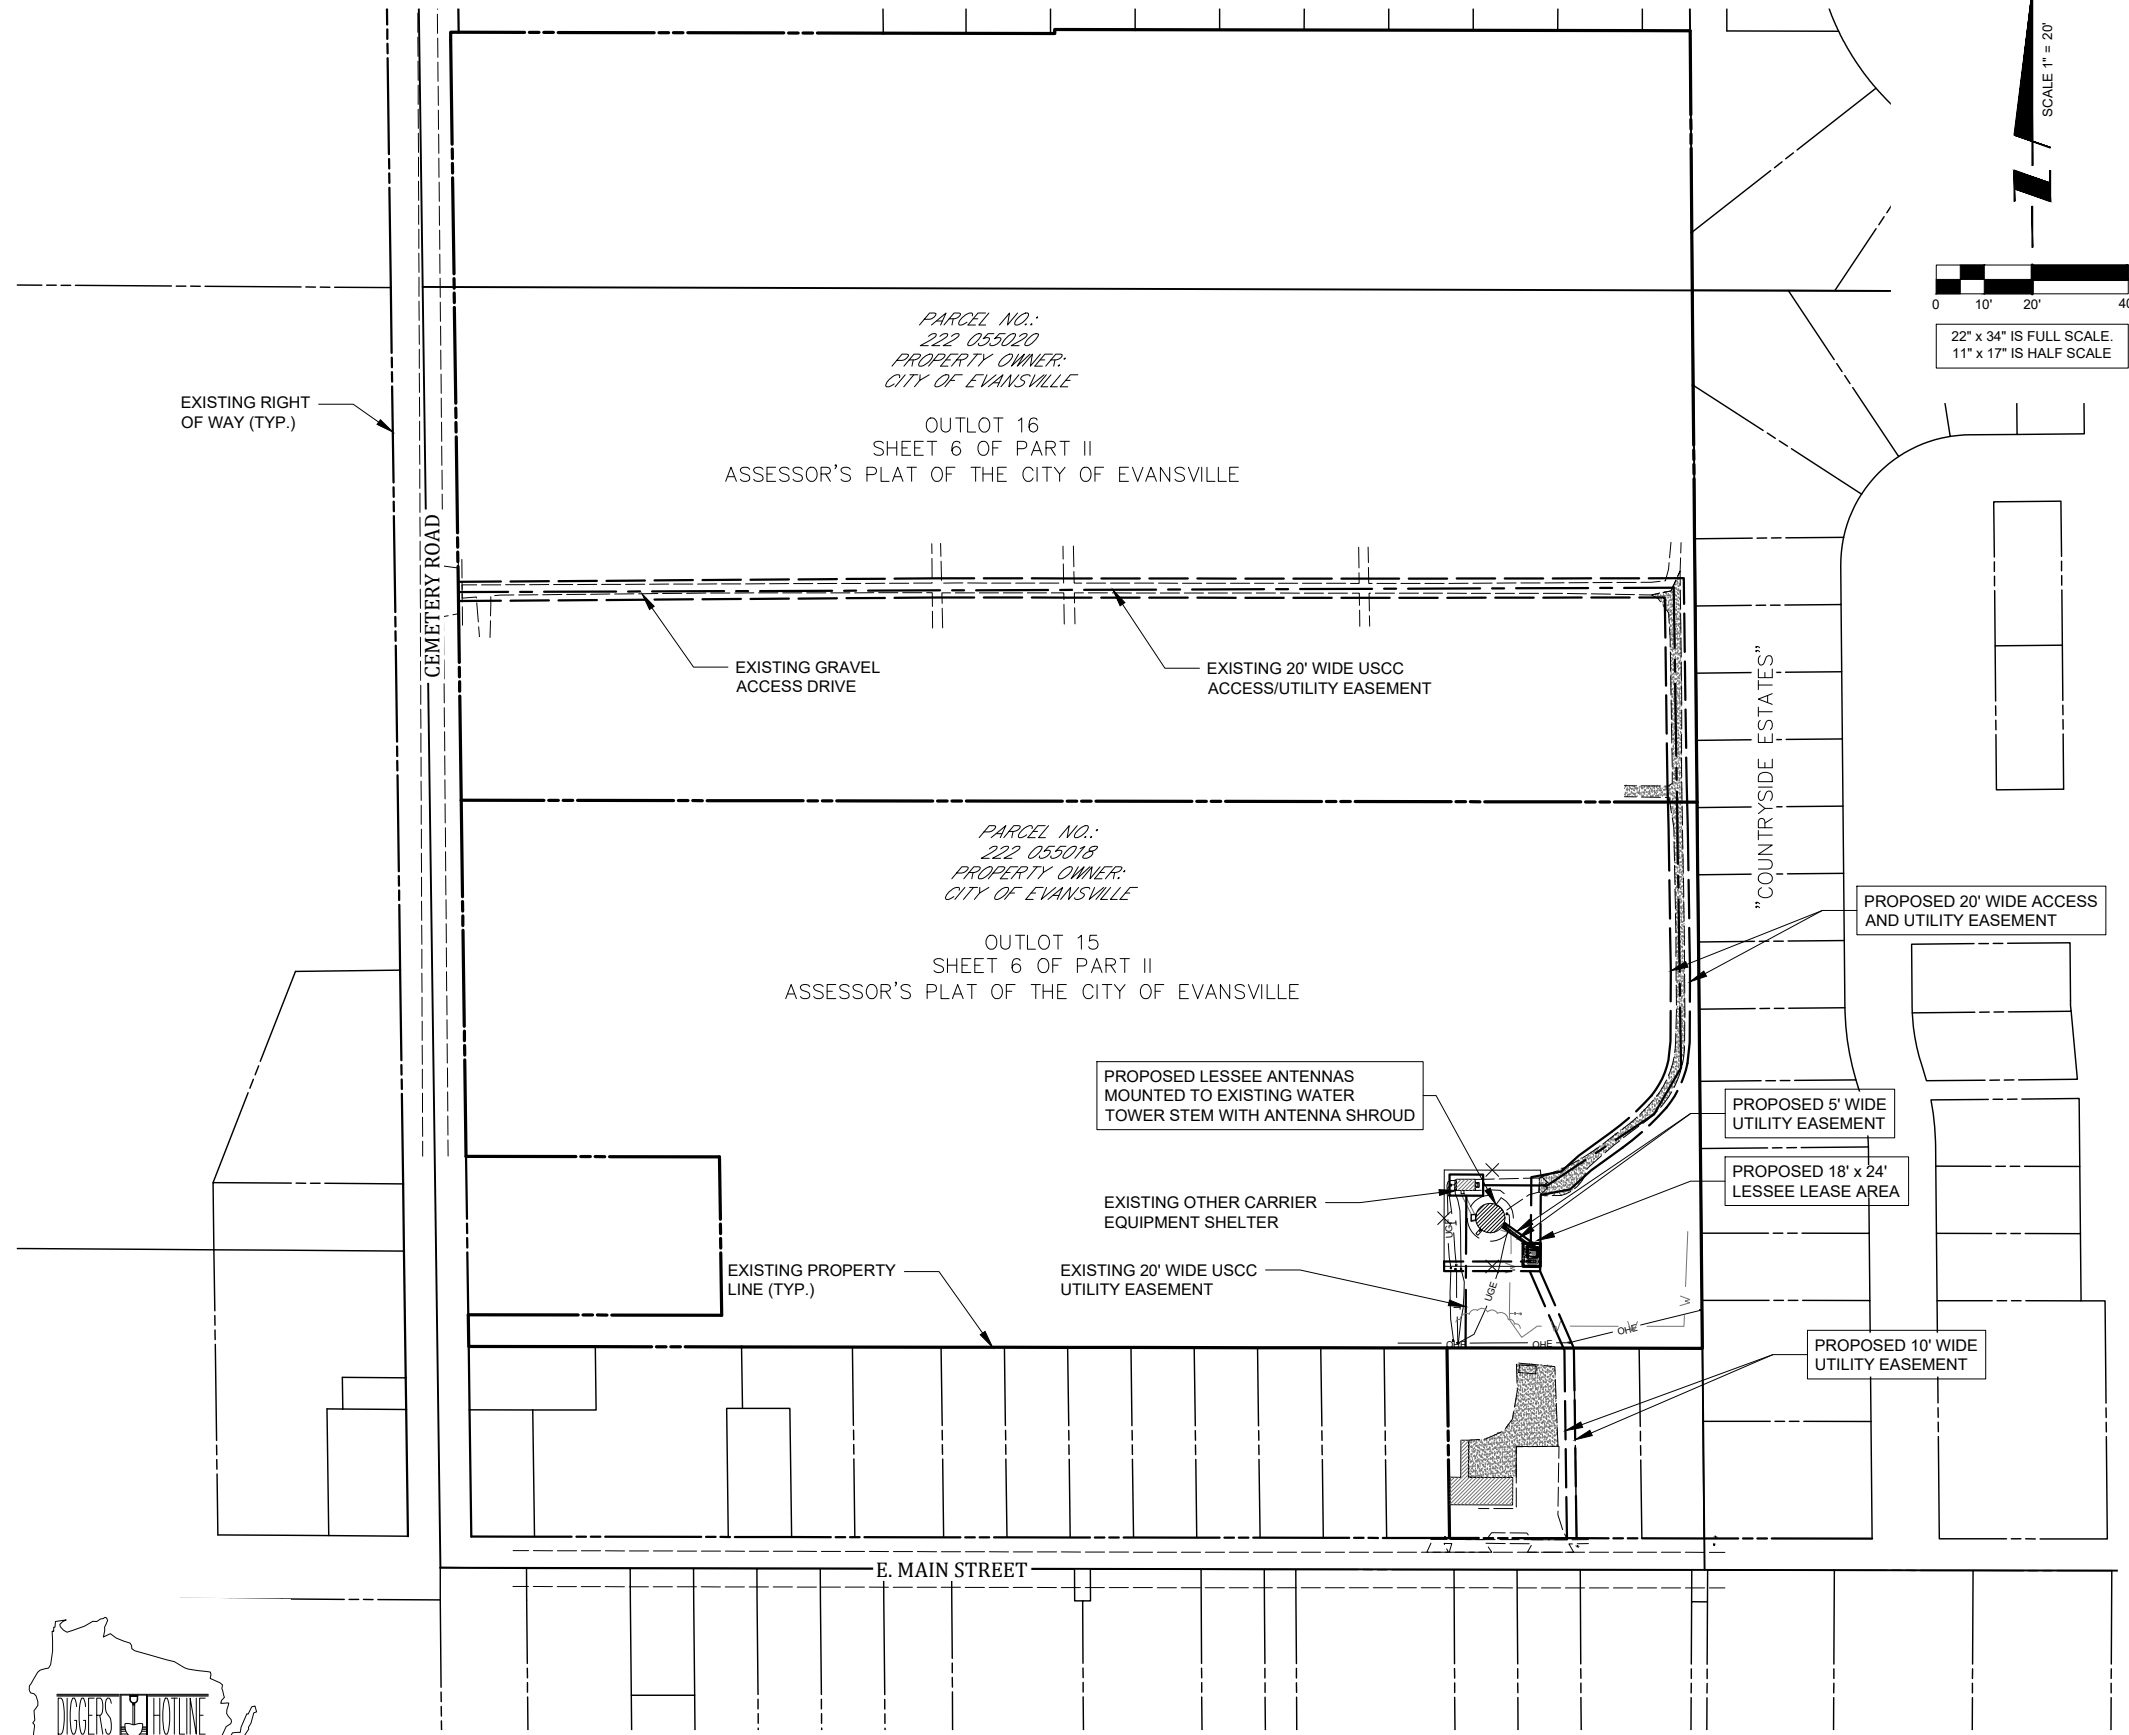 SCALE 1" = 20'
0 10' 20' 40
22" x 34" IS FULL SCALE.
11" x 17" IS HALF SCALE
PARCEL NO.:
222 055020
PROPERTY OWNER:
CITY OF EVANSVILLE
EXISTING RIGHT
OF WAY (TYP.)
OUTLOT 16
SHEET 6 OF PART II
ASSESSOR'S PLAT OF THE CITY OF EVANSVILLE
CEMETERY ROAD
EXISTING GRAVEL
ACCESS DRIVE
EXISTING 20' WIDE USCC
ACCESS/UTILITY EASEMENT
"COUNTRYSIDE ESTATES"
PARCEL NO.:
222 055018
PROPERTY OWNER:
CITY OF EVANSVILLE
PROPOSED 20' WIDE ACCESS
AND UTILITY EASEMENT
OUTLOT 15
SHEET 6 OF PART II
ASSESSOR'S PLAT OF THE CITY OF EVANSVILLE
PROPOSED LESSEE ANTENNAS
MOUNTED TO EXISTING WATER
TOWER STEM WITH ANTENNA SHROUD
PROPOSED 5' WIDE
UTILITY EASEMENT
PROPOSED 18' x 24'
LESSEE LEASE AREA
EXISTING OTHER CARRIER
EQUIPMENT SHELTER
UGE
EXISTING PROPERTY
LINE (TYP.)
EXISTING 20' WIDE USCC
UTILITY EASEMENT
UGE
W
OHE
OHE
OHE
PROPOSED 10' WIDE
UTILITY EASEMENT
E. MAIN STREET
DIGGERS HOTLINE